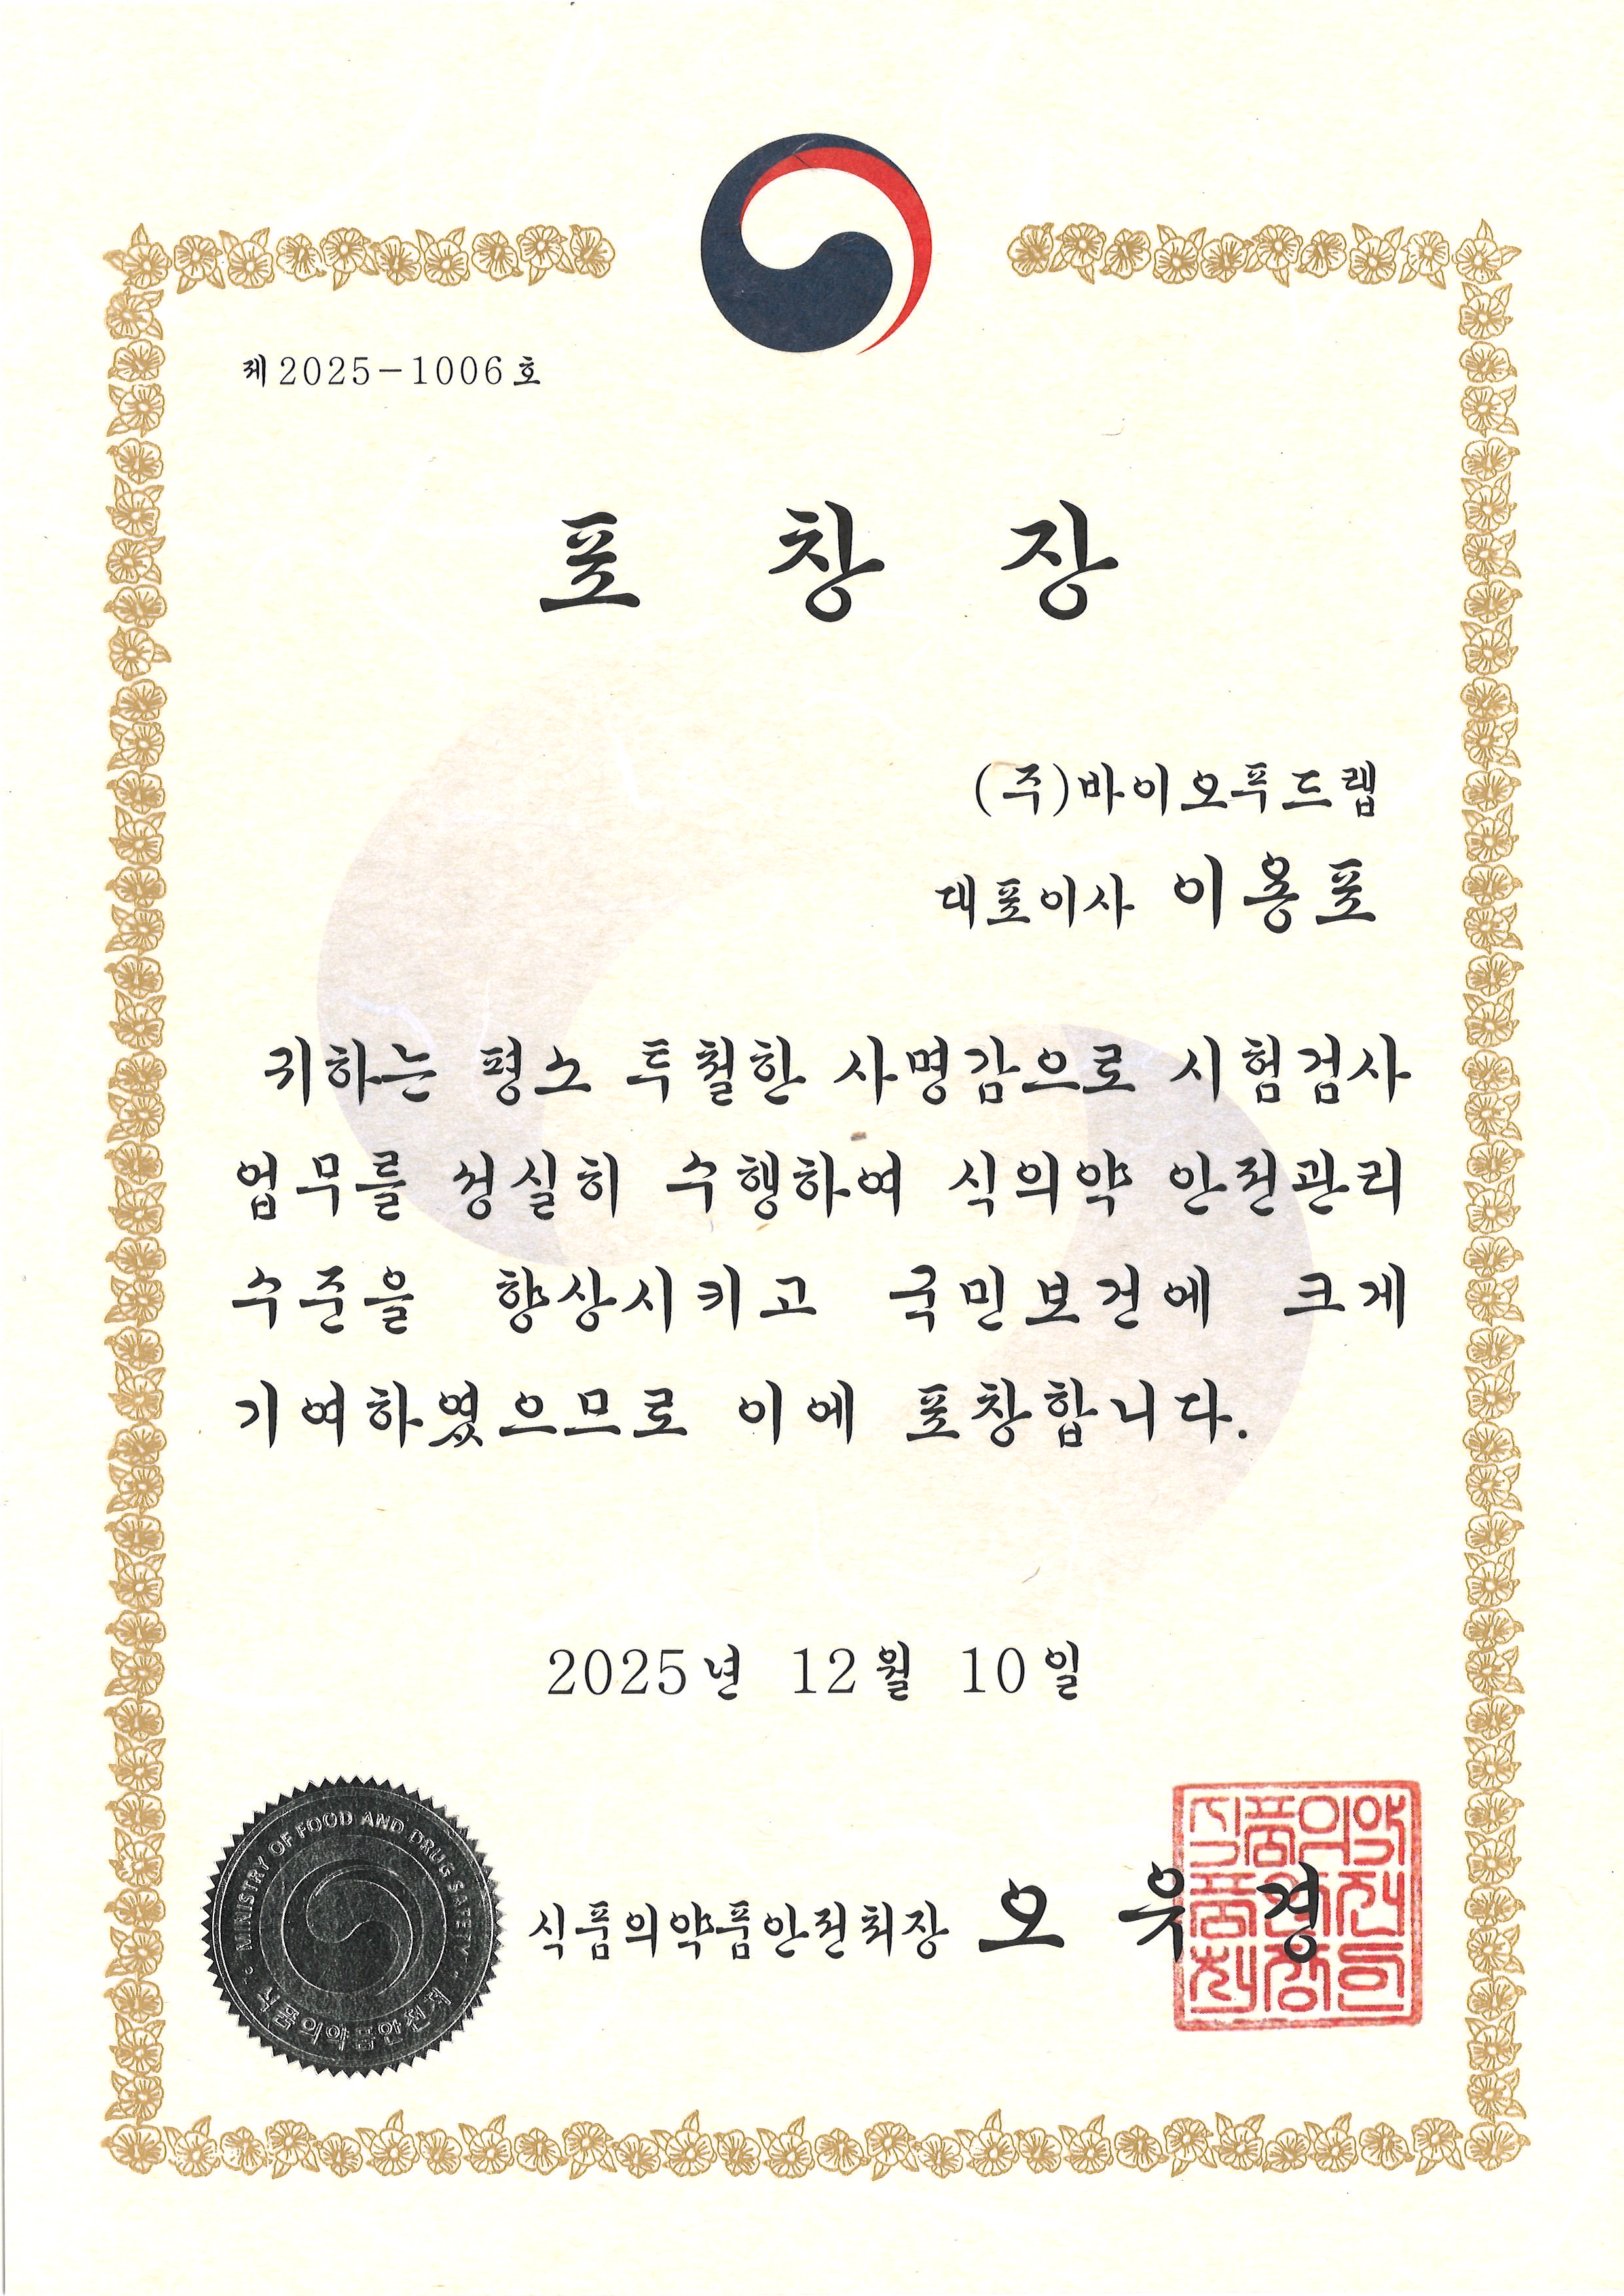 제2025-1006호
포 창 장
(주)바이오푸드랩
대표이사 이용표
귀하는 평소 투철한 사명감으로 시험검사
업무를 성실히 수행하여 식의약 안전관리
수준을 향상시키고 국민보건에 크게
기여하였으므로 이에 포창합니다.
2025년 12월 10일
MINISTRY OF FOOD AND DRUG SAFETY
식품의약품안전처
식품의약품안전처장 오유경
식품의약
품안전
처장인